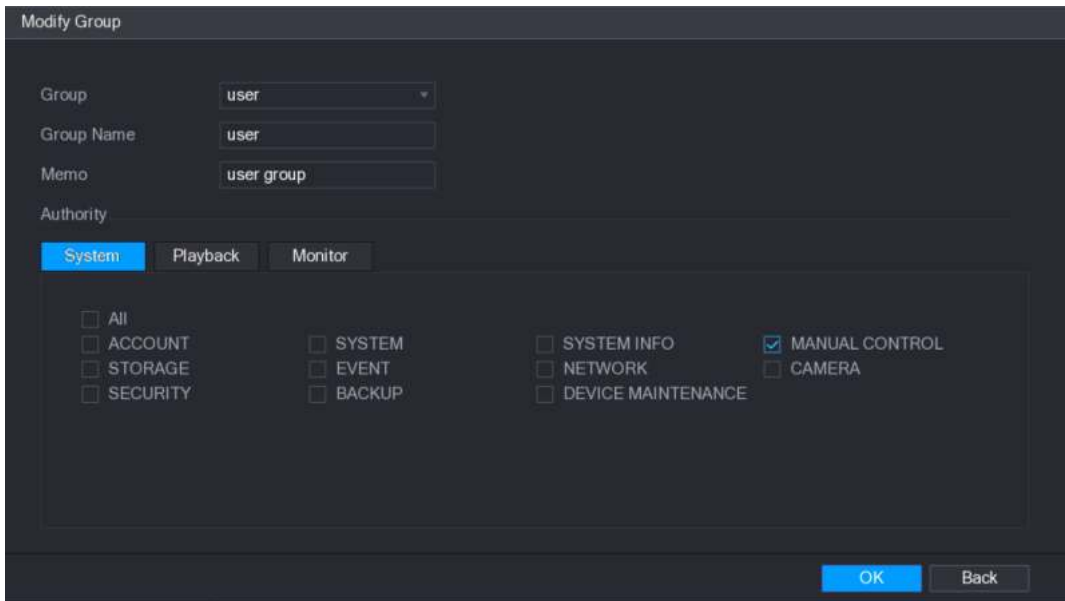 Modify Group
Group user
Group Name user
Memo user group
Authority
System Playback Monitor
All
ACCOUNT SYSTEM SYSTEM INFO MANUAL CONTROL
STORAGE EVENT NETWORK CAMERA
SECURITY BACKUP DEVICE MAINTENANCE
OK Back